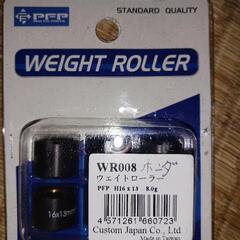 PFP
STANDARD QUALITY
WEIGHT ROLLER
WR008 ホンダ
ウェイトローラー
PFP H16 x 13 8.0g
16x13mm
4 571261 660723
Custom Japan Co., Ltd
Made in Taiwan